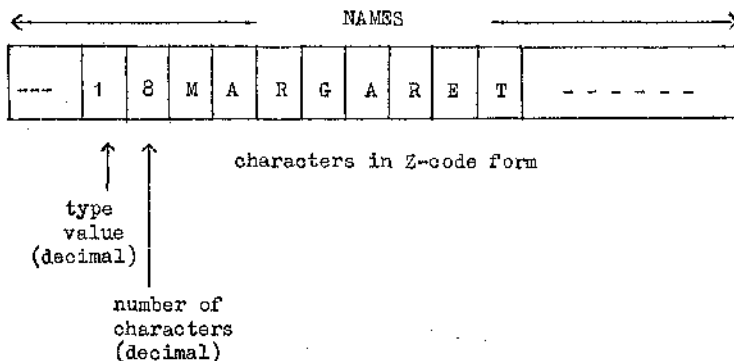 NAMES
--- 1 8 M A R G A R E T - - - - - -
characters in Z-code form
type
value
(decimal)
number of
characters
(decimal)